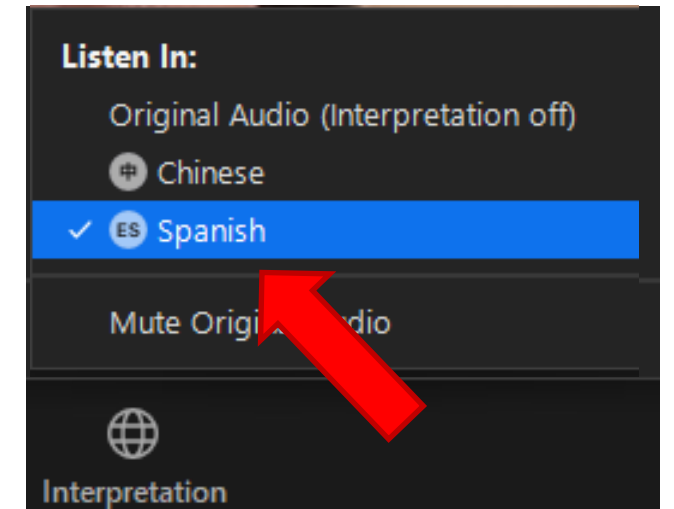 Listen In:
Original Audio (Interpretation off)
中 Chinese
ES Spanish
Mute
Interpretation